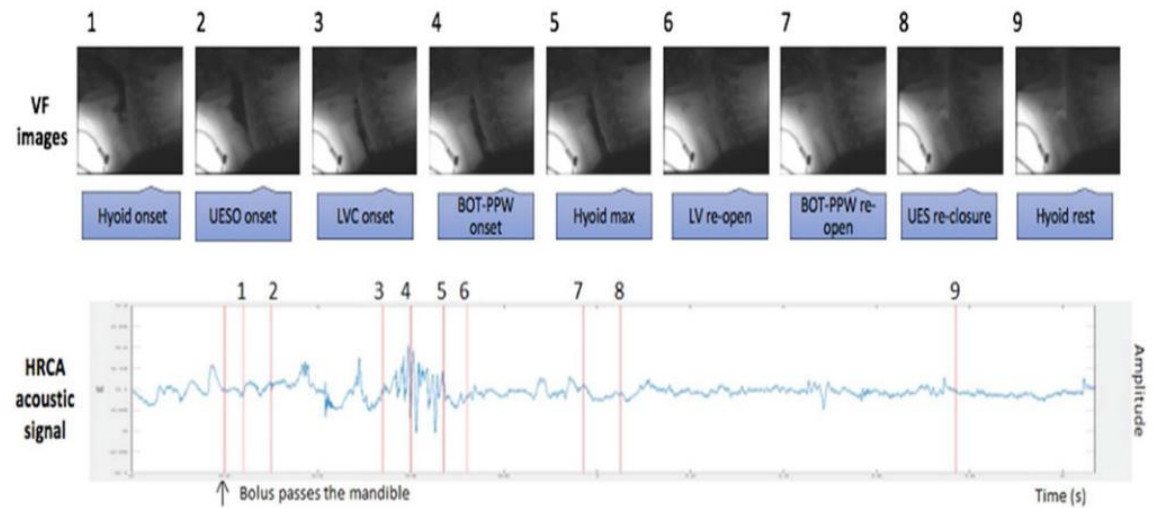 1 2 3 4 5 6 7 8 9
VF
images
Hyoid onset
UESO onset
LVC onset
BOT-PPW
onset
Hyoid max
LV re-open
BOT-PPW re-
open
UES re-closure
Hyoid rest
1 2 3 4 5 6 7 8 9
HRCA
acoustic
signal
Amplitude
Bolus passes the mandible
Time (s)